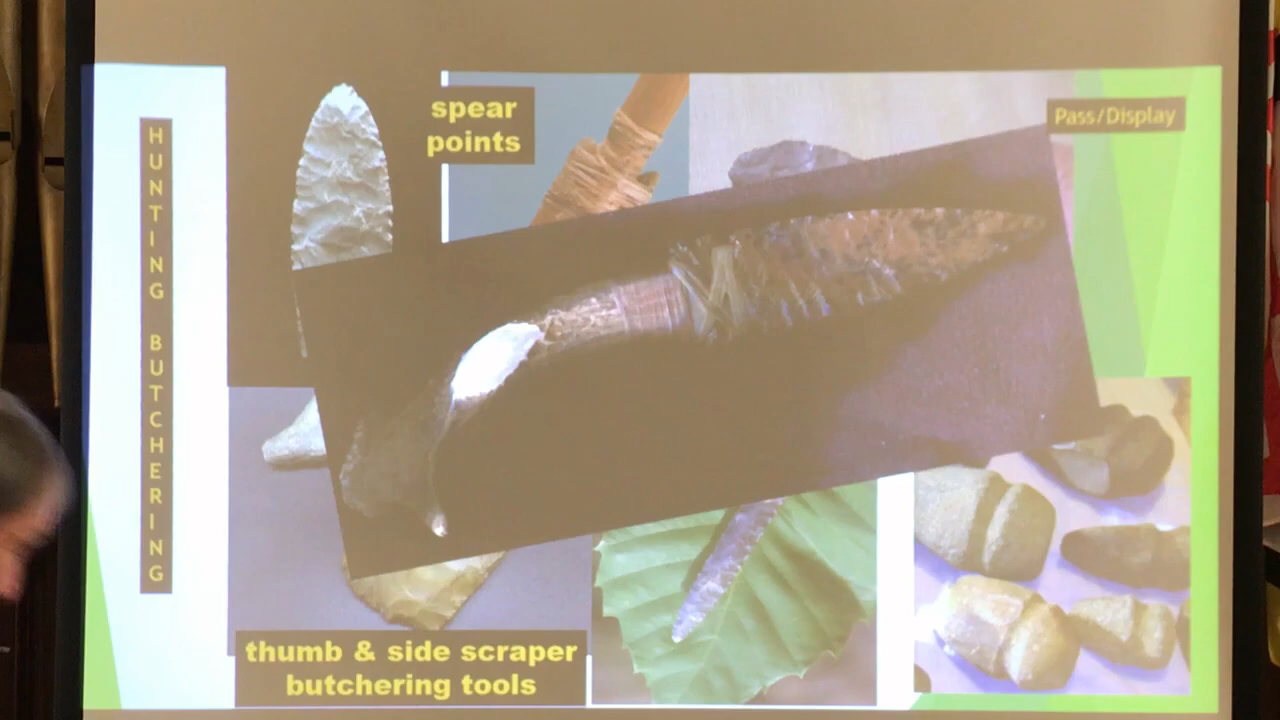 HUNTING BUTCHERING
spear
points
Pass/Display
thumb & side scraper
butchering tools